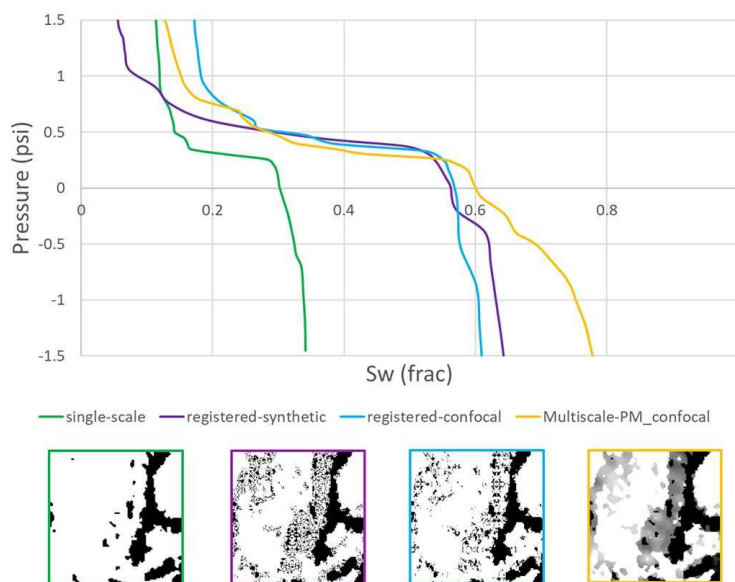 1.5
1
0.5
0
-0.5
-1
-1.5
Pressure (psi)
0 0.2 0.4 0.6 0.8
Sw (frac)
single-scale registered-synthetic registered-confocal Multiscale-PM_confocal